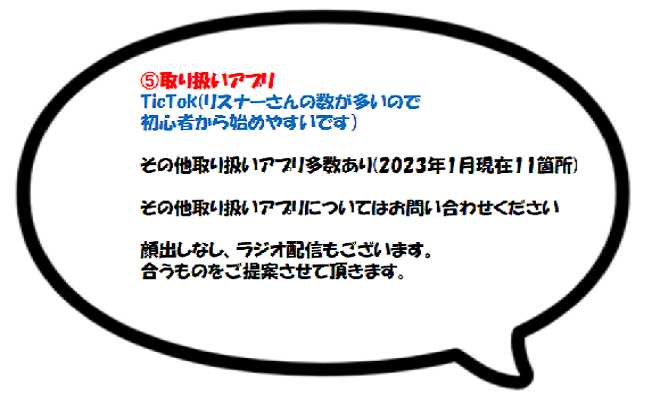 ⑤取り扱いアプリ
TicTok(リスナーさんの数が多いので
初心者から始めやすいです)
その他取り扱いアプリ多数あり(2023年1月現在11箇所)
その他取り扱いアプリについてはお問い合わせください
顔出しなし、ラジオ配信もございます。
合うものをご提案させて頂きます。